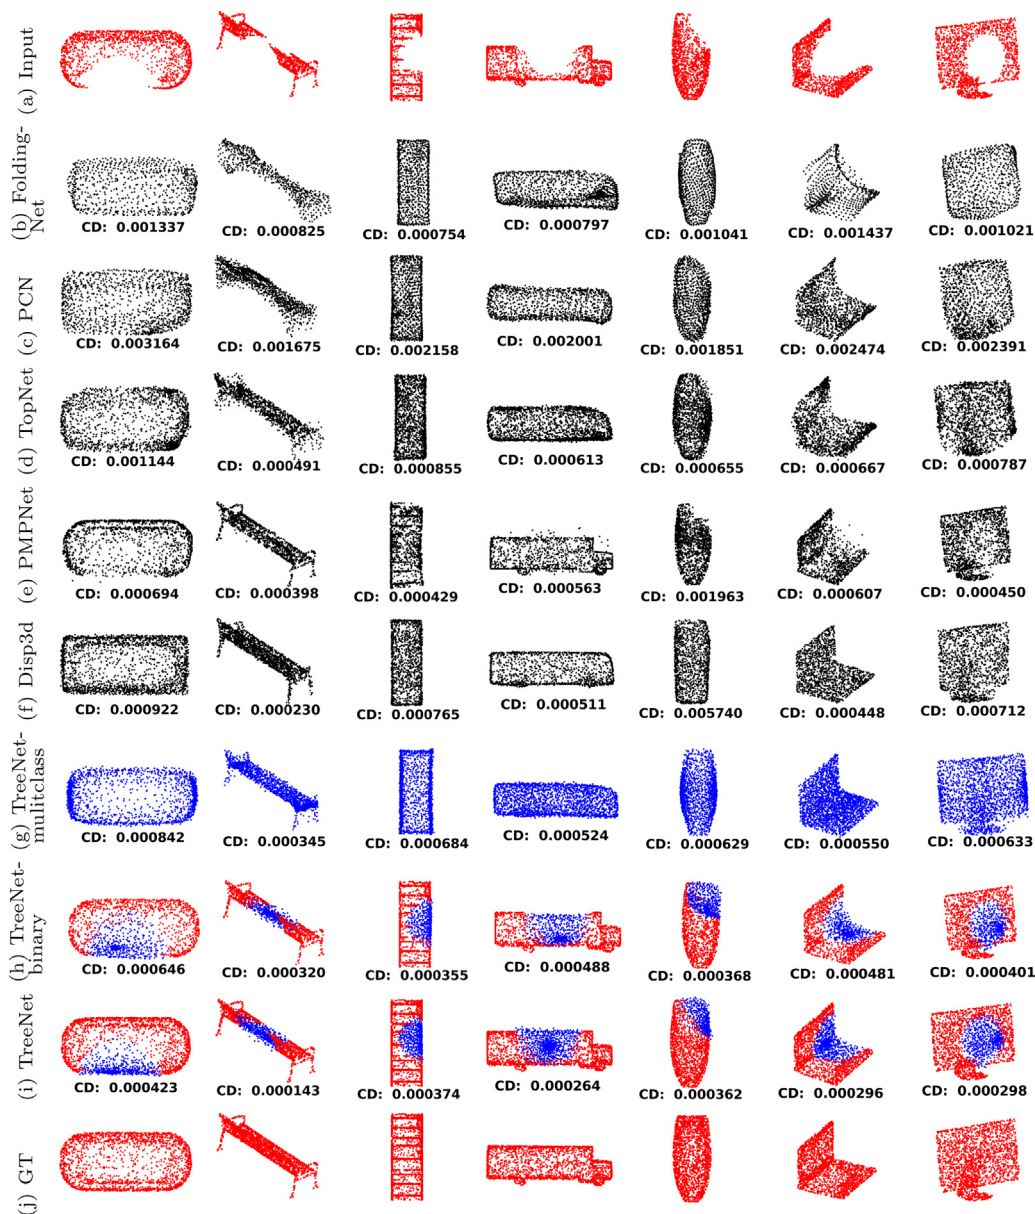 (a) Input
(b) Folding-
Net
CD: 0.001337 CD: 0.000825 CD: 0.000754 CD: 0.000797 CD: 0.001041 CD: 0.001437 CD: 0.001021
(c) PCN
CD: 0.003164 CD: 0.001675 CD: 0.002158 CD: 0.002001 CD: 0.001851 CD: 0.002474 CD: 0.002391
(d) TopNet
CD: 0.001144 CD: 0.000491 CD: 0.000855 CD: 0.000613 CD: 0.000655 CD: 0.000667 CD: 0.000787
(e) PMPNet
CD: 0.000694 CD: 0.000398 CD: 0.000429 CD: 0.000563 CD: 0.001963 CD: 0.000607 CD: 0.000450
(f) Disp3d
CD: 0.000922 CD: 0.000230 CD: 0.000765 CD: 0.000511 CD: 0.005740 CD: 0.000448 CD: 0.000712
(g) TreeNet-
mulitclass
CD: 0.000842 CD: 0.000345 CD: 0.000684 CD: 0.000524 CD: 0.000629 CD: 0.000550 CD: 0.000633
(h) TreeNet-
binary
CD: 0.000646 CD: 0.000320 CD: 0.000355 CD: 0.000488 CD: 0.000368 CD: 0.000481 CD: 0.000401
(i) TreeNet
CD: 0.000423 CD: 0.000143 CD: 0.000374 CD: 0.000264 CD: 0.000362 CD: 0.000296 CD: 0.000298
(j) GT